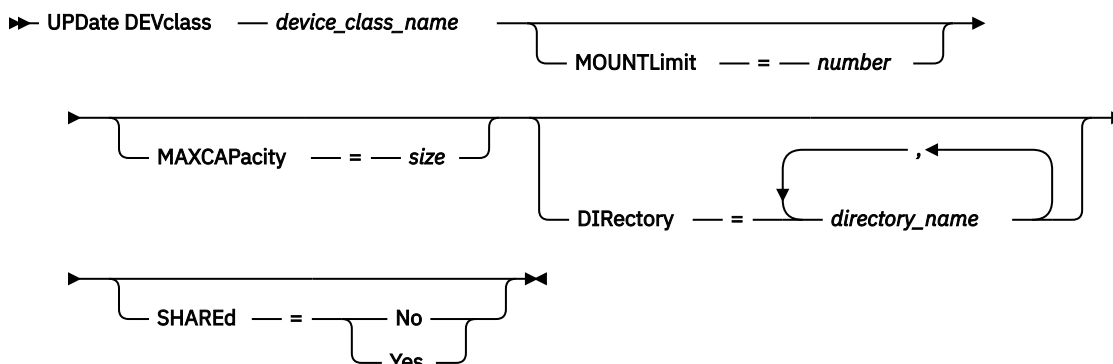 UPDate DEVclass device_class_name
MOUNTLimit = number
MAXCAPacity = size
,
DIRectory = directory_name
SHAREd = No
Yes